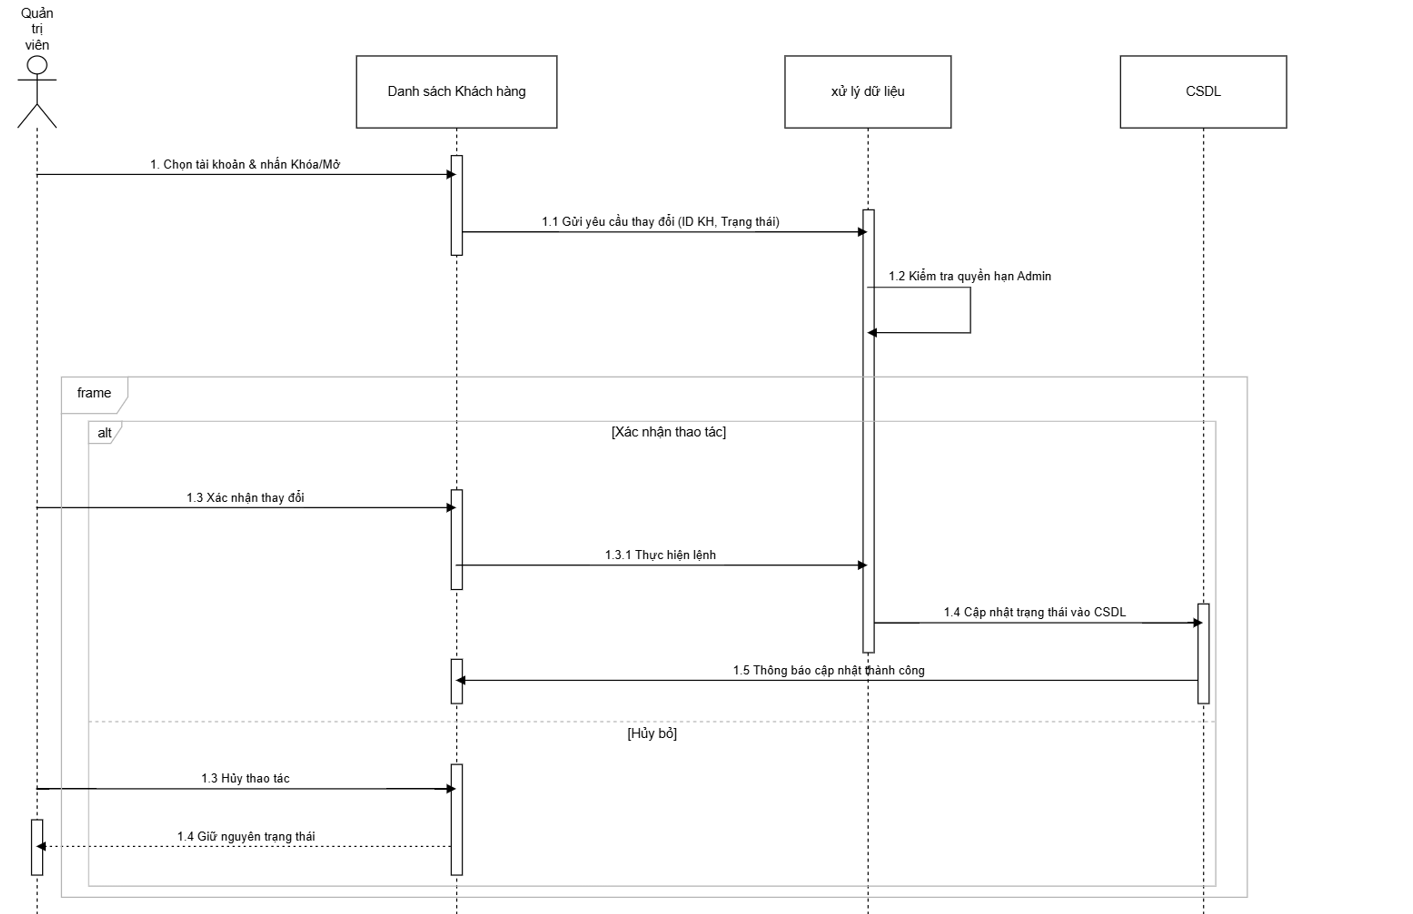 Quản
trị
viên
Danh sách Khách hàng
xử lý dữ liệu
CSDL
1. Chọn tài khoản & nhấn Khóa/Mở
1.1 Gửi yêu cầu thay đổi (ID KH, Trạng thái)
1.2 Kiểm tra quyền hạn Admin
frame
alt
[Xác nhận thao tác]
1.3 Xác nhận thay đổi
1.3.1 Thực hiện lệnh
1.4 Cập nhật trạng thái vào CSDL
1.5 Thông báo cập nhật thành công
[Hủy bỏ]
1.3 Hủy thao tác
1.4 Giữ nguyên trạng thái